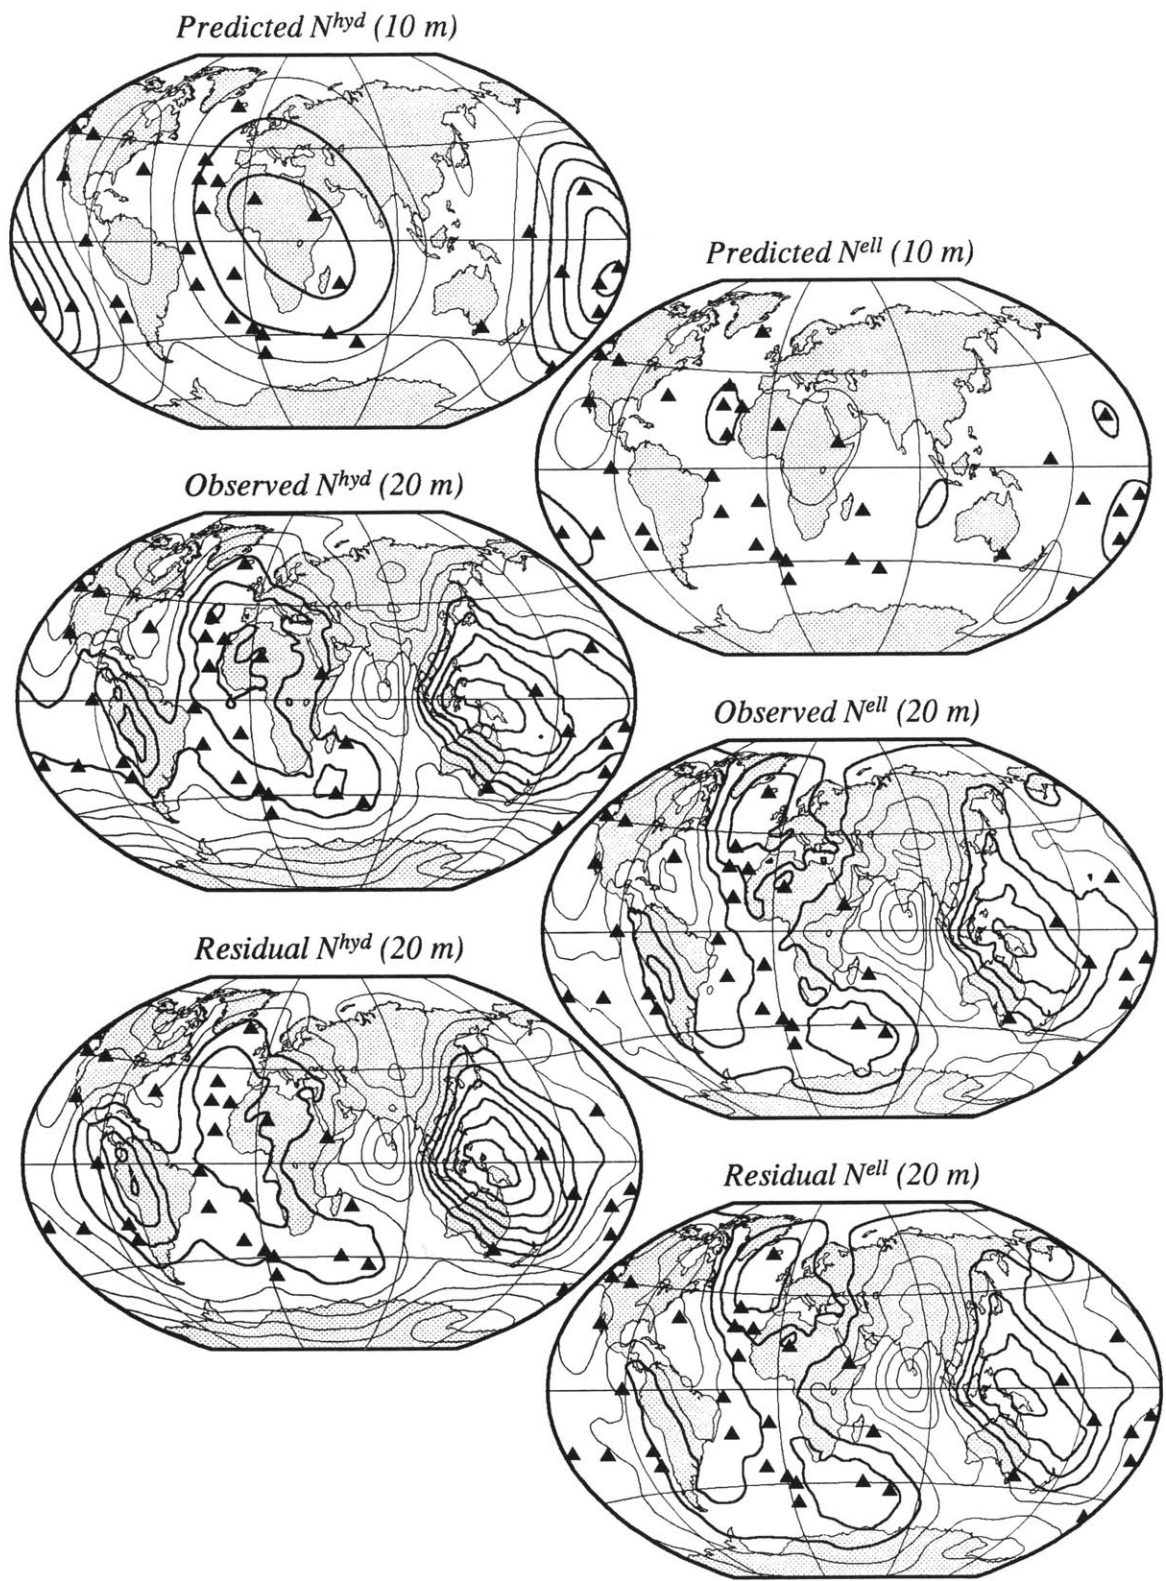 Predicted N^hyd (10 m)
Predicted N^ell (10 m)
Observed N^hyd (20 m)
Observed N^ell (20 m)
Residual N^hyd (20 m)
Residual N^ell (20 m)